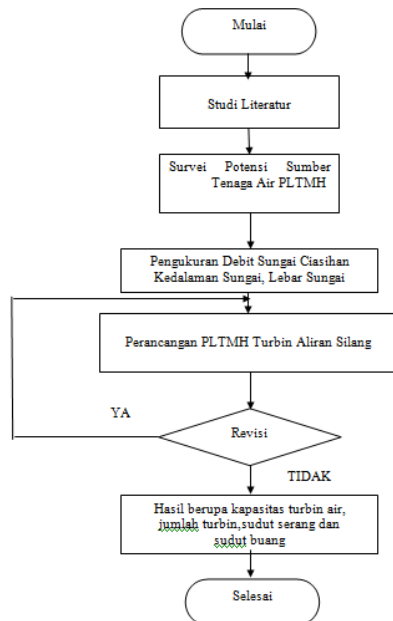 Mulai
Studi Literatur
Survei Potensi Sumber
Tenaga Air PLTMH
Pengukuran Debit Sungai Ciasihan
Kedalaman Sungai, Lebar Sungai
Perancangan PLTMH Turbin Aliran Silang
YA
Revisi
TIDAK
Hasil berupa kapasitas turbin air,
jumlah turbin,sudut serang dan
sudut buang
Selesai